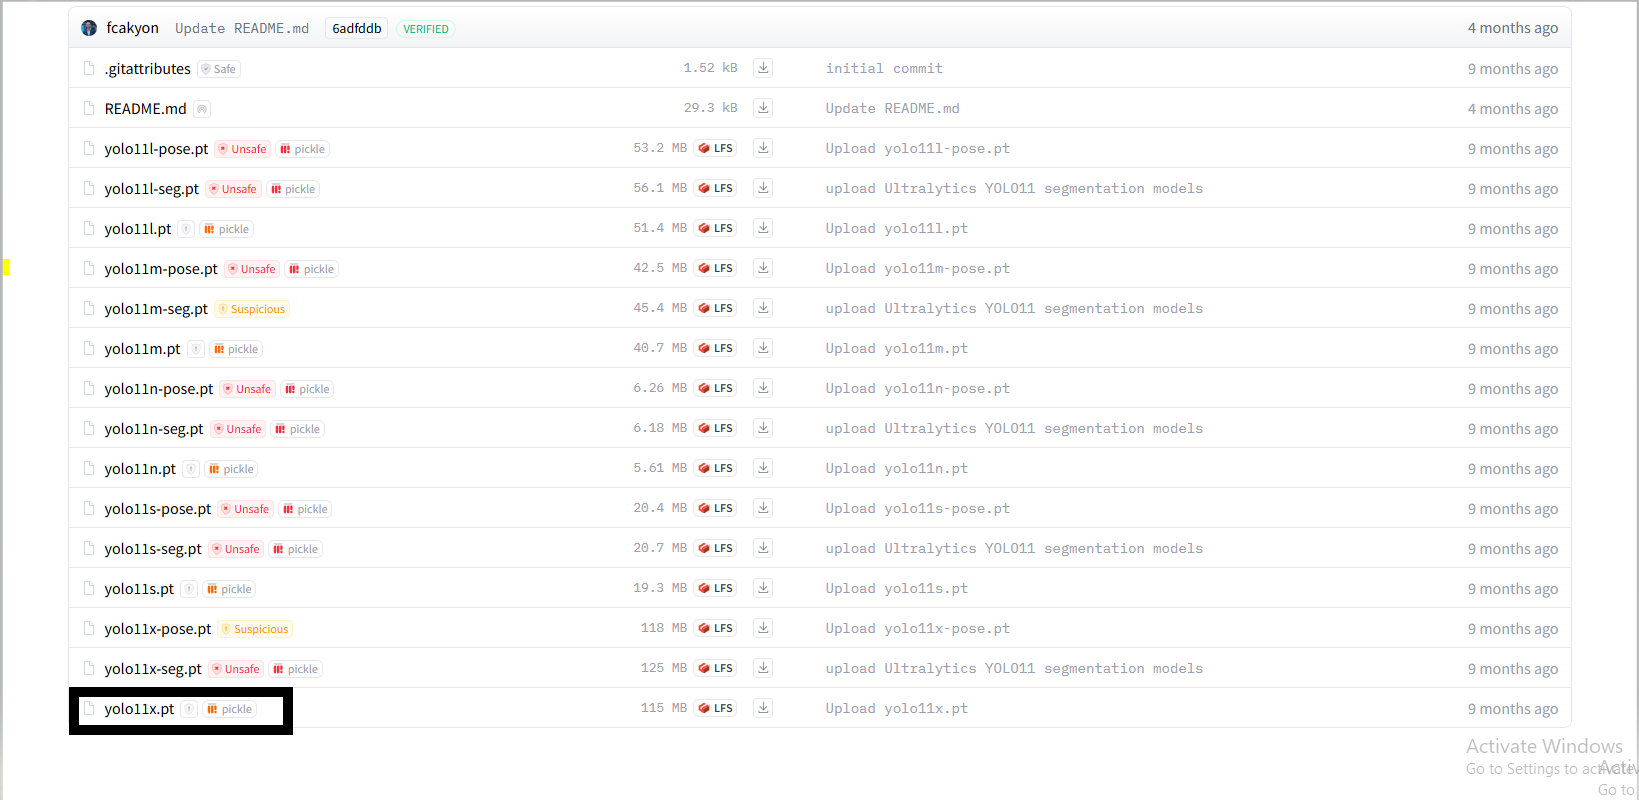 fcakyon Update README.md 6adfddb VERIFIED 4 months ago
.gitattributes Safe 1.52 kB initial commit 9 months ago
README.md 29.3 kB Update README.md 4 months ago
yolo11l-pose.pt Unsafe pickle 53.2 MB LFS Upload yolo11l-pose.pt 9 months ago
yolo11l-seg.pt Unsafe pickle 56.1 MB LFS upload Ultralytics YOLO11 segmentation models 9 months ago
yolo11l.pt pickle 51.4 MB LFS Upload yolo11l.pt 9 months ago
yolo11m-pose.pt Unsafe pickle 42.5 MB LFS Upload yolo11m-pose.pt 9 months ago
yolo11m-seg.pt Suspicious 45.4 MB LFS upload Ultralytics YOLO11 segmentation models 9 months ago
yolo11m.pt pickle 40.7 MB LFS Upload yolo11m.pt 9 months ago
yolo11n-pose.pt Unsafe pickle 6.26 MB LFS Upload yolo11n-pose.pt 9 months ago
yolo11n-seg.pt Unsafe pickle 6.18 MB LFS upload Ultralytics YOLO11 segmentation models 9 months ago
yolo11n.pt pickle 5.61 MB LFS Upload yolo11n.pt 9 months ago
yolo11s-pose.pt Unsafe pickle 20.4 MB LFS Upload yolo11s-pose.pt 9 months ago
yolo11s-seg.pt Unsafe pickle 20.7 MB LFS upload Ultralytics YOLO11 segmentation models 9 months ago
yolo11s.pt pickle 19.3 MB LFS Upload yolo11s.pt 9 months ago
yolo11x-pose.pt Suspicious 118 MB LFS Upload yolo11x-pose.pt 9 months ago
yolo11x-seg.pt Unsafe pickle 125 MB LFS upload Ultralytics YOLO11 segmentation models 9 months ago
yolo11x.pt pickle 115 MB LFS Upload yolo11x.pt 9 months ago
Activate Windows
Go to Settings to
Go to